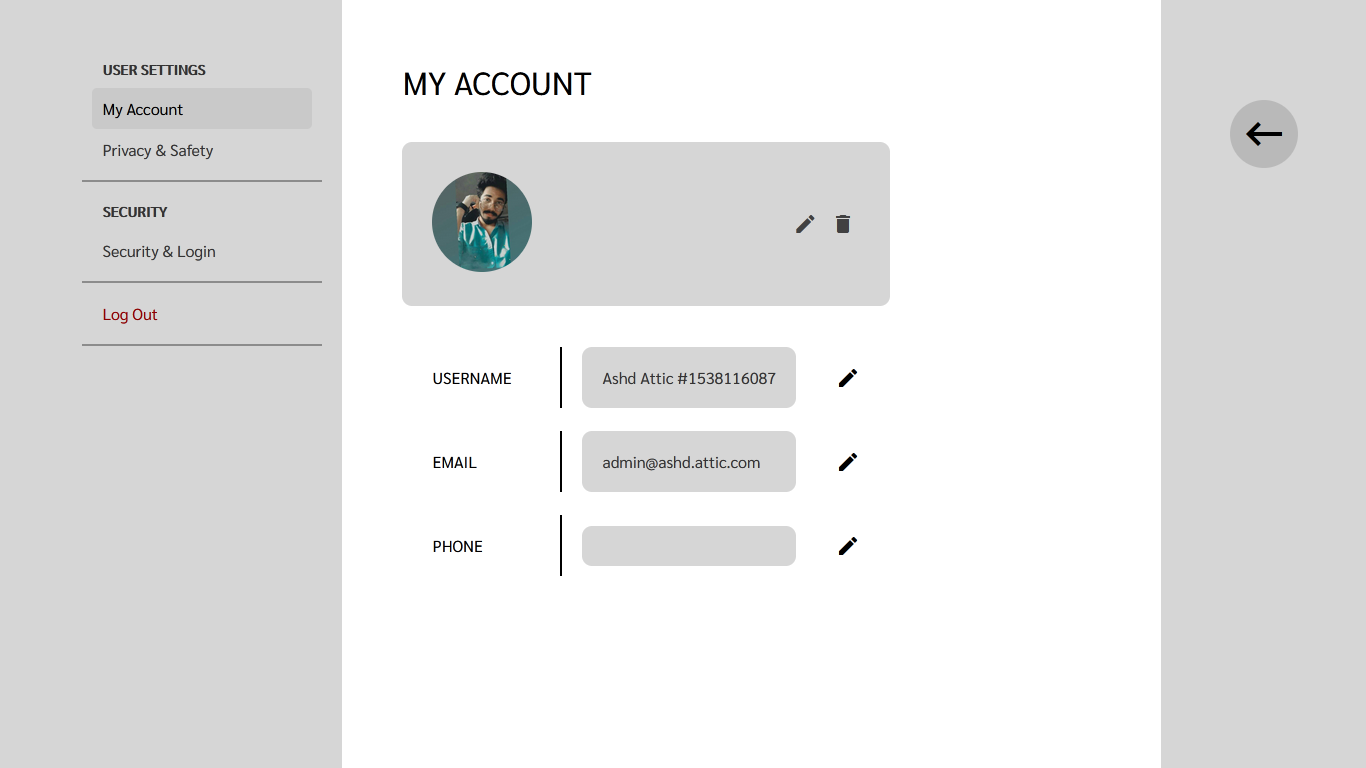 USER SETTINGS
My Account
Privacy & Safety
SECURITY
Security & Login
Log Out
MY ACCOUNT
USERNAME
Ashd Attic #1538116087
EMAIL
admin@ashd.attic.com
PHONE